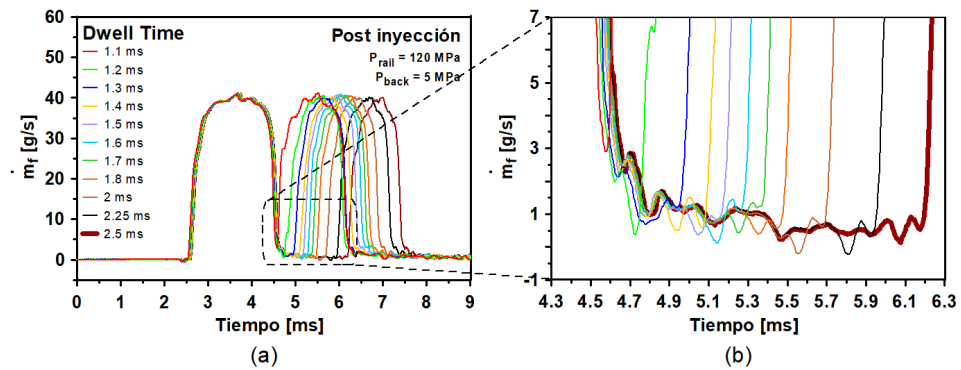 Dwell Time
1.1 ms
1.2 ms
1.3 ms
1.4 ms
1.5 ms
1.6 ms
1.7 ms
1.8 ms
2 ms
2.25 ms
2.5 ms
Post inyección
P_rail = 120 MPa
P_back = 5 MPa
60
50
40
30
20
10
0
ṁ_f [g/s]
0 1 2 3 4 5 6 7 8 9
Tiempo [ms]
(a)
7
5
3
1
-1
ṁ_f [g/s]
4.3 4.5 4.7 4.9 5.1 5.3 5.5 5.7 5.9 6.1 6.3
Tiempo [ms]
(b)